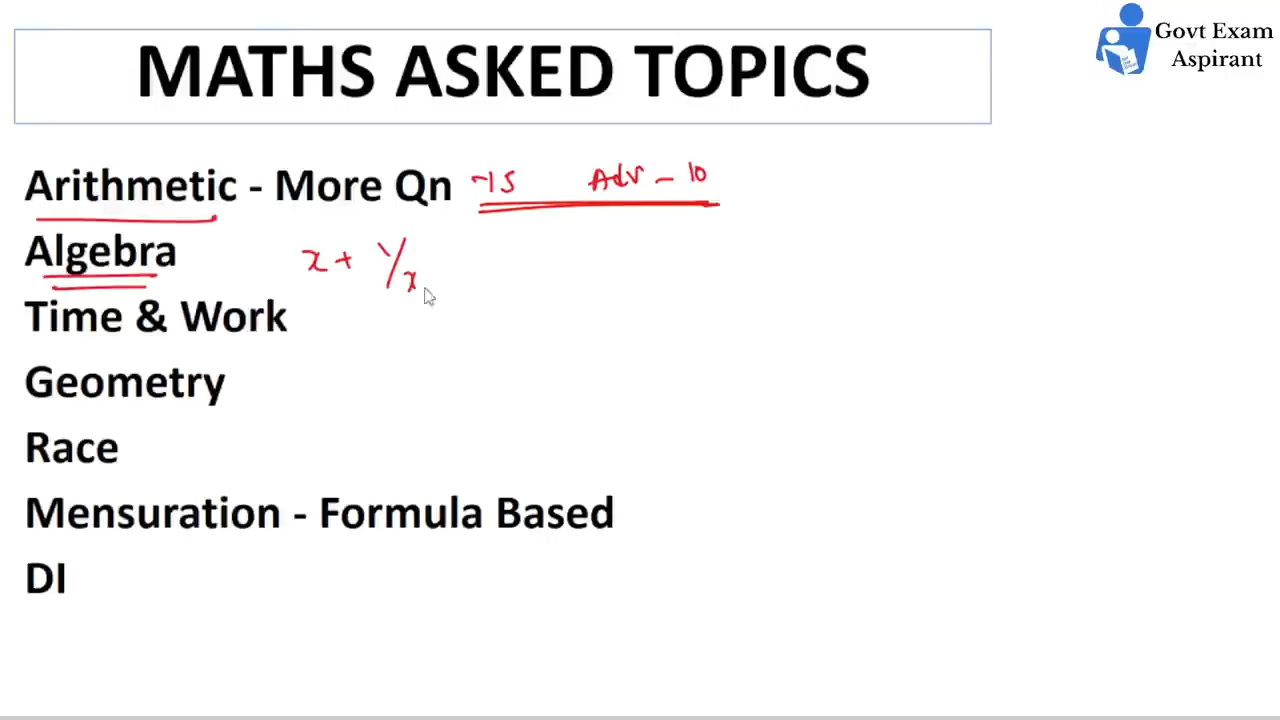 MATHS ASKED TOPICS
Govt Exam
Aspirant
Arithmetic - More Qn ~15 Adv - 10
Algebra x + 1/x
Time & Work
Geometry
Race
Mensuration - Formula Based
DI